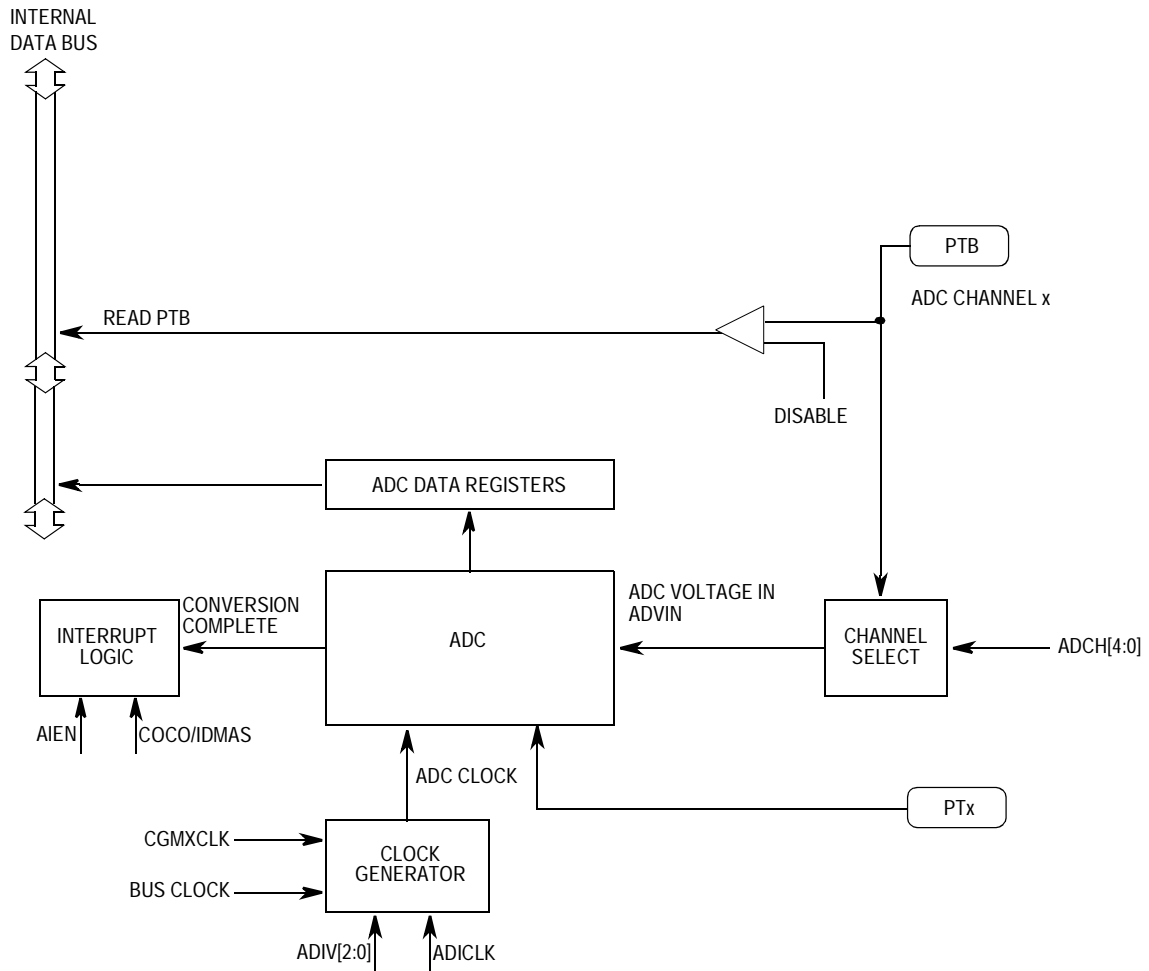 INTERNAL
DATA BUS
PTB
ADC CHANNEL x
READ PTB
DISABLE
ADC DATA REGISTERS
CONVERSION
COMPLETE
INTERRUPT
LOGIC
ADC
ADC VOLTAGE IN
ADVIN
CHANNEL
SELECT
ADCH[4:0]
AIEN
COCO/IDMAS
ADC CLOCK
PTx
CGMXCLK
BUS CLOCK
CLOCK
GENERATOR
ADIV[2:0]
ADICLK